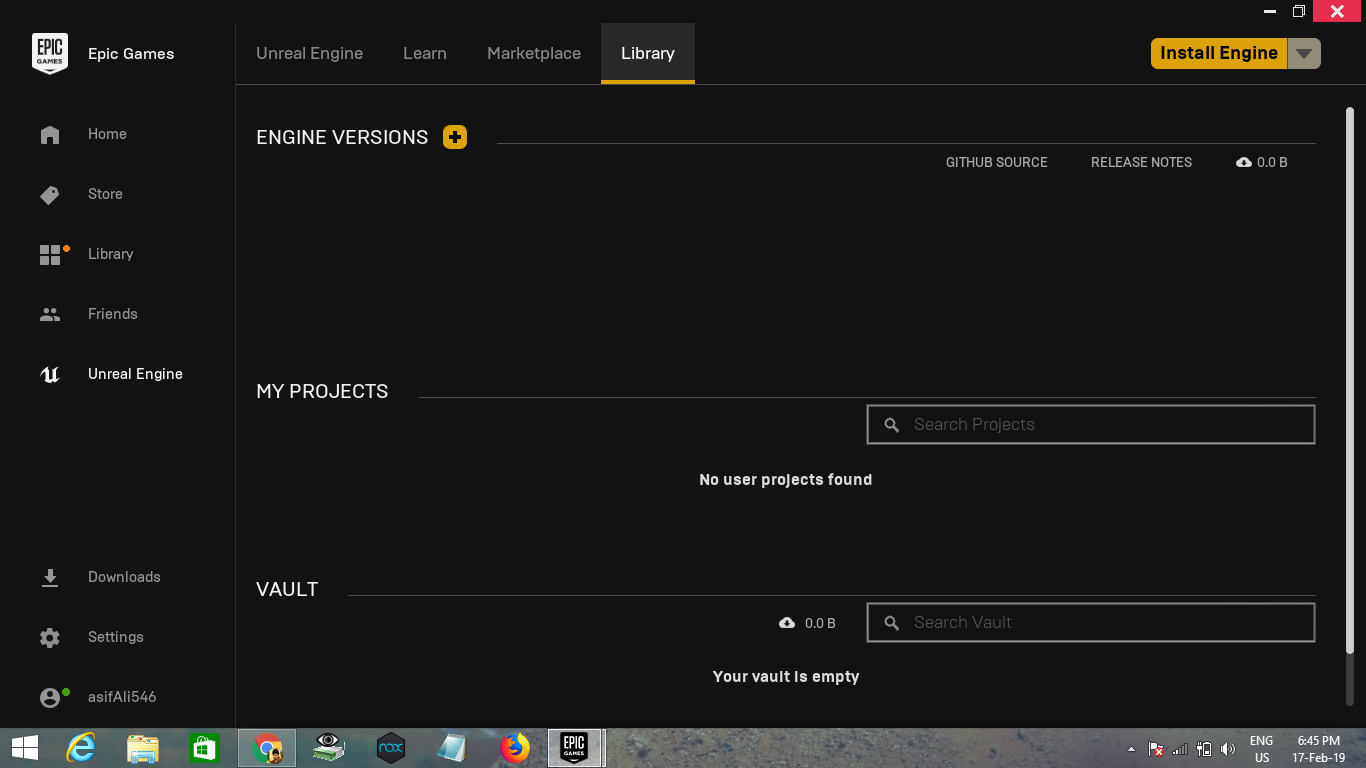 EPIC GAMES
Epic Games
Unreal Engine
Learn
Marketplace
Library
Install Engine
Home
Store
Library
Friends
Unreal Engine
ENGINE VERSIONS
GITHUB SOURCE
RELEASE NOTES
0.0 B
MY PROJECTS
Search Projects
No user projects found
VAULT
0.0 B
Search Vault
Your vault is empty
Downloads
Settings
asifAli546
nox
EPIC GAMES
ENG
US
6:45 PM
17-Feb-19